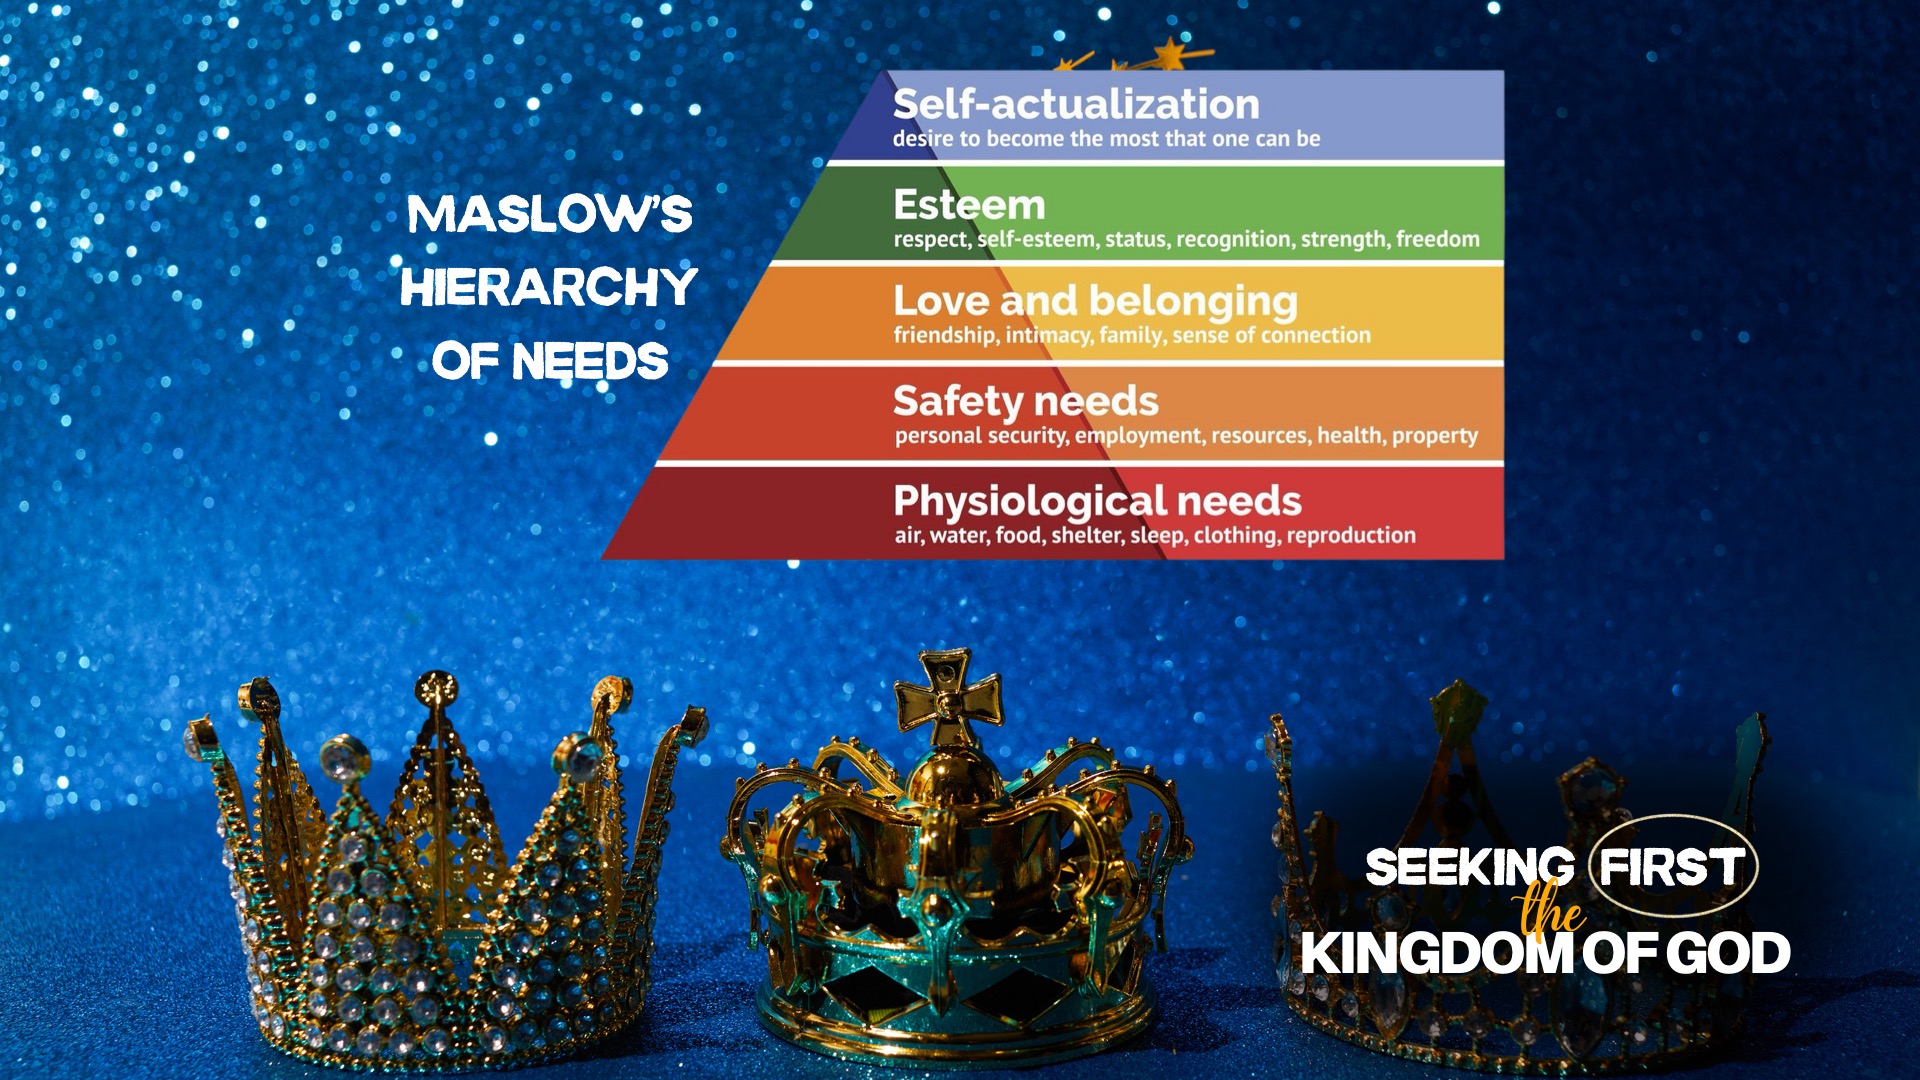 MASLOW'S
HIERARCHY
OF NEEDS
Self-actualization
desire to become the most that one can be
Esteem
respect, self-esteem, status, recognition, strength, freedom
Love and belonging
friendship, intimacy, family, sense of connection
Safety needs
personal security, employment, resources, health, property
Physiological needs
air, water, food, shelter, sleep, clothing, reproduction
SEEKING FIRST
the
KINGDOM OF GOD